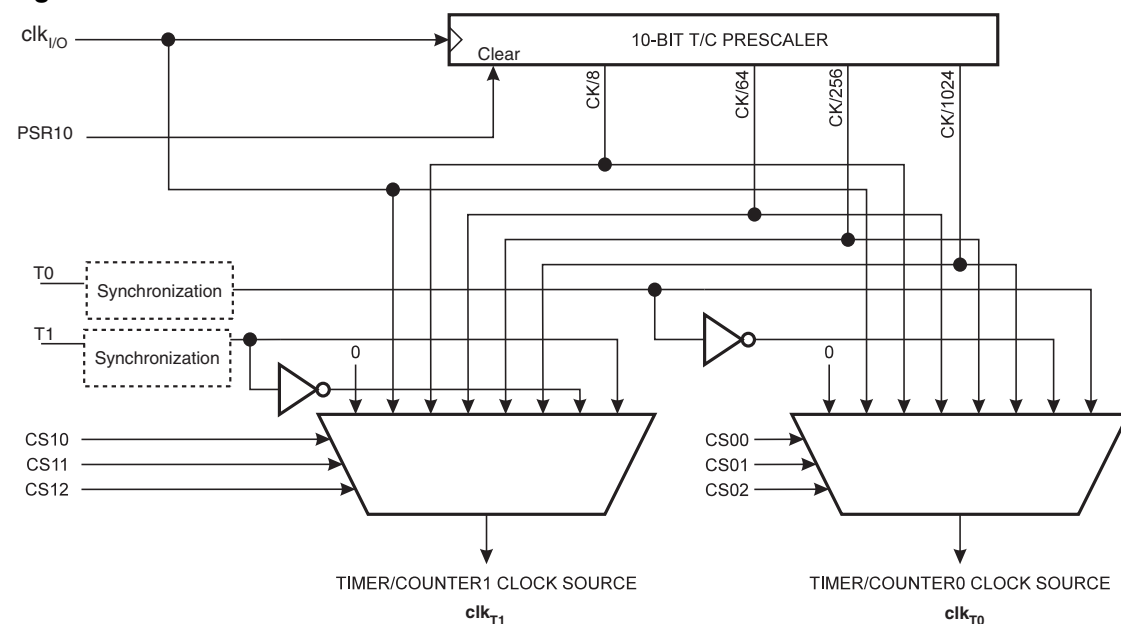 clkI/O
10-BIT T/C PRESCALER
Clear
CK/8
CK/64
CK/256
CK/1024
PSR10
T0
Synchronization
T1
Synchronization
0
0
CS10
CS11
CS12
CS00
CS01
CS02
TIMER/COUNTER1 CLOCK SOURCE
clkT1
TIMER/COUNTER0 CLOCK SOURCE
clkT0